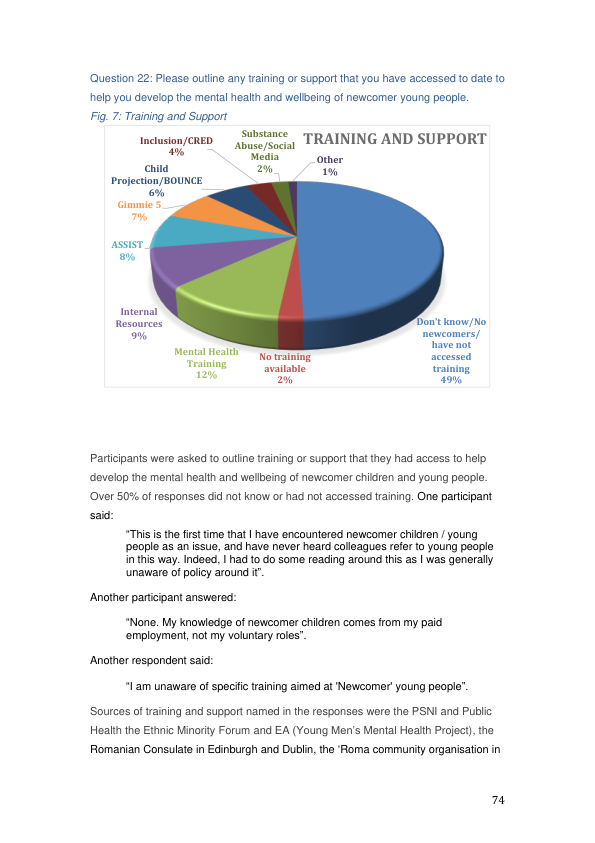 Question 22: Please outline any training or support that you have accessed to date to
help you develop the mental health and wellbeing of newcomer young people.
Fig. 7: Training and Support
TRAINING AND SUPPORT
Substance
Abuse/Social
Media
2%
Other
1%
Inclusion/CRED
4%
Child
Projection/BOUNCE
6%
Gimmie 5
7%
ASSIST
8%
Internal
Resources
9%
Mental Health
Training
12%
No training
available
2%
Don't know/No
newcomers/
have not
accessed
training
49%
Participants were asked to outline training or support that they had access to help
develop the mental health and wellbeing of newcomer children and young people.
Over 50% of responses did not know or had not accessed training. One participant
said:
“This is the first time that I have encountered newcomer children / young
people as an issue, and have never heard colleagues refer to young people
in this way. Indeed, I had to do some reading around this as I was generally
unaware of policy around it”.
Another participant answered:
“None. My knowledge of newcomer children comes from my paid
employment, not my voluntary roles”.
Another respondent said:
“I am unaware of specific training aimed at 'Newcomer' young people”.
Sources of training and support named in the responses were the PSNI and Public
Health the Ethnic Minority Forum and EA (Young Men’s Mental Health Project), the
Romanian Consulate in Edinburgh and Dublin, the ‘Roma community organisation in
74